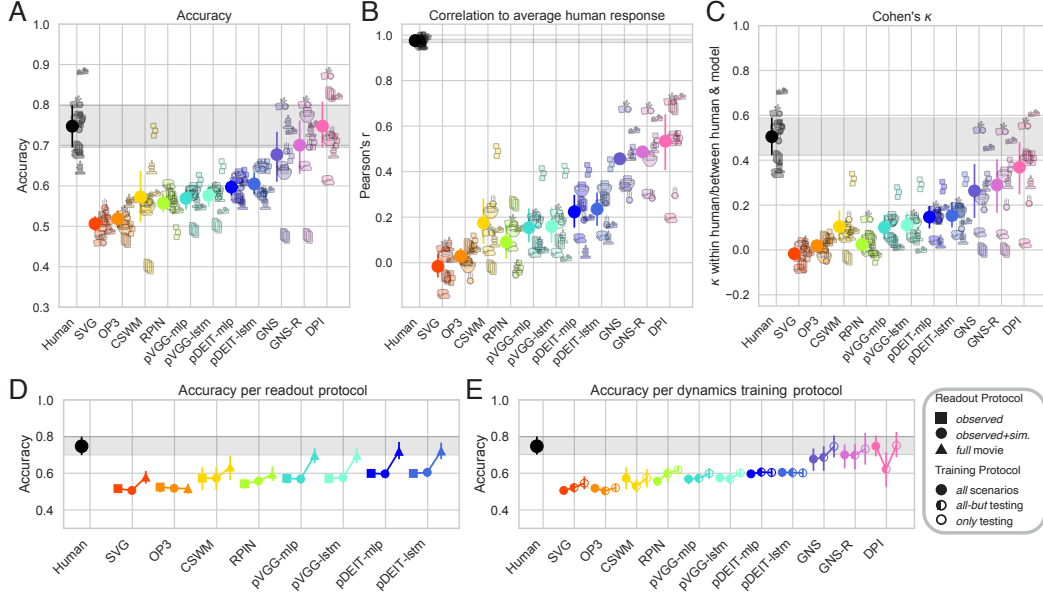 A
Accuracy
1.0
0.9
0.8
0.7
0.6
0.5
0.4
0.3
Accuracy
Human
SVG
OP3
CSWM
RPIN
pVGG-mlp
pVGG-lstm
pDEIT-mlp
pDEIT-lstm
GNS
GNS-R
DPI
B
Correlation to average human response
1.0
0.8
0.6
0.4
0.2
0.0
Pearson's r
Human
SVG
OP3
CSWM
RPIN
pVGG-mlp
pVGG-lstm
pDEIT-mlp
pDEIT-lstm
GNS
GNS-R
DPI
C
Cohen's κ
1.0
0.8
0.6
0.4
0.2
0.0
−0.2
κ within human/between human & model
Human
SVG
OP3
CSWM
RPIN
pVGG-mlp
pVGG-lstm
pDEIT-mlp
pDEIT-lstm
GNS
GNS-R
DPI
D
Accuracy per readout protocol
1.0
0.8
0.6
0.4
Accuracy
Human
SVG
OP3
CSWM
RPIN
pVGG-mlp
pVGG-lstm
pDEIT-mlp
pDEIT-lstm
E
Accuracy per dynamics training protocol
1.0
0.8
0.6
0.4
Accuracy
Human
SVG
OP3
CSWM
RPIN
pVGG-mlp
pVGG-lstm
pDEIT-mlp
pDEIT-lstm
GNS
GNS-R
DPI
Readout Protocol
observed
observed+sim.
full movie
Training Protocol
all scenarios
all-but testing
only testing